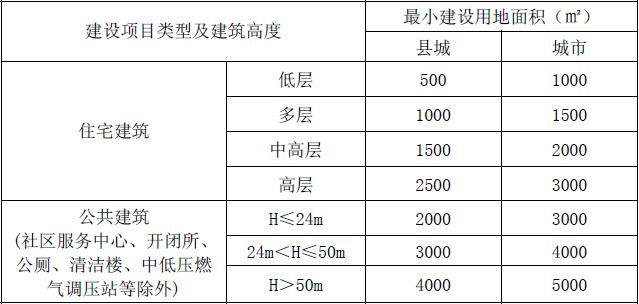 建设项目类型及建筑高度
最小建设用地面积（㎡）
县城 城市
住宅建筑
低层 500 1000
多层 1000 1500
中高层 1500 2000
高层 2500 3000
公共建筑
(社区服务中心、开闭所、
公厕、清洁楼、中低压燃
气调压站等除外)
H≤24m 2000 3000
24m＜H≤50m 3000 4000
H＞50m 4000 5000